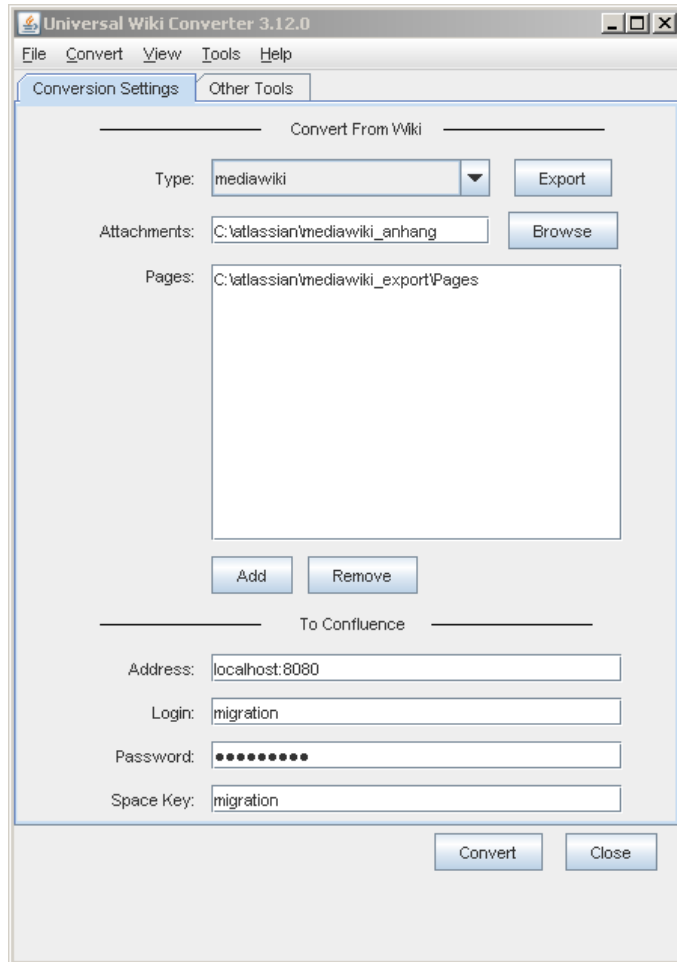 Universal Wiki Converter 3.12.0
File Convert View Tools Help
Conversion Settings Other Tools
Convert From Wiki
Type: mediawiki Export
Attachments: C:\atlassian\mediawiki_anhang Browse
Pages: C:\atlassian\mediawiki_export\Pages
Add Remove
To Confluence
Address: localhost:8080
Login: migration
Password: ●●●●●●●●●
Space Key: migration
Convert Close